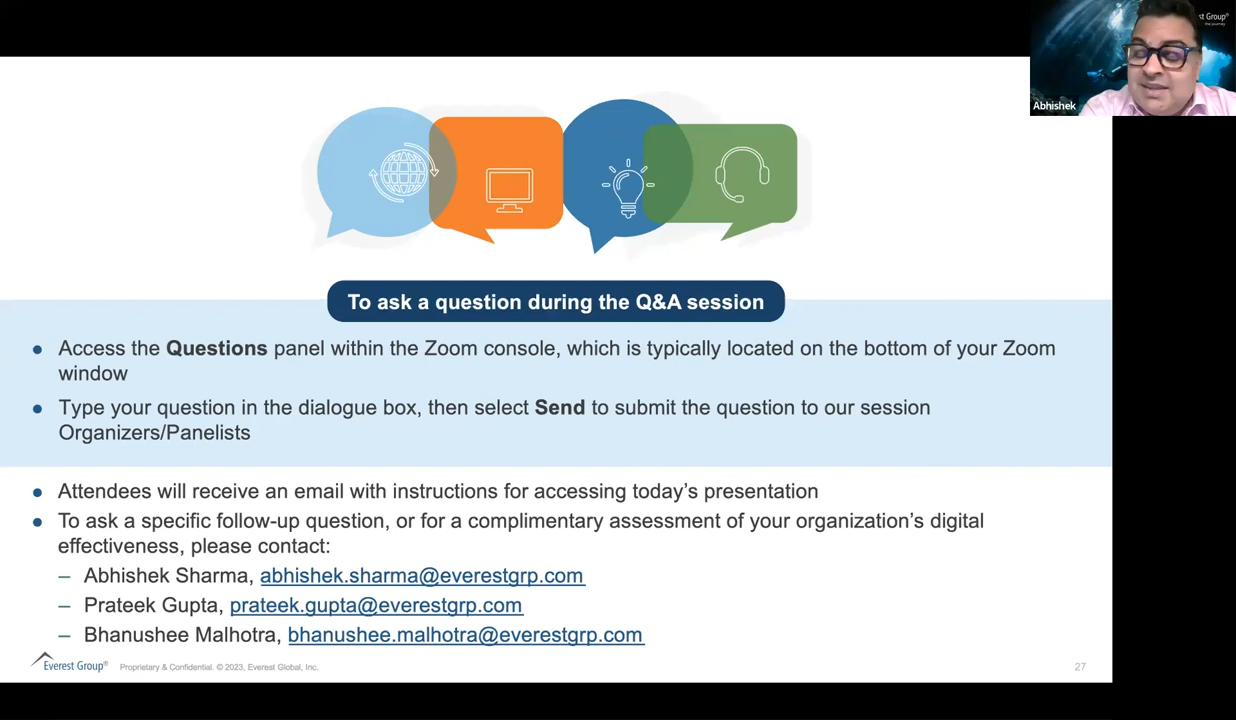 st Group®
Abhishek
To ask a question during the Q&A session
● Access the Questions panel within the Zoom console, which is typically located on the bottom of your Zoom
window
● Type your question in the dialogue box, then select Send to submit the question to our session
Organizers/Panelists
● Attendees will receive an email with instructions for accessing today’s presentation
● To ask a specific follow-up question, or for a complimentary assessment of your organization’s digital
effectiveness, please contact:
– Abhishek Sharma, abhishek.sharma@everestgrp.com
– Prateek Gupta, prateek.gupta@everestgrp.com
– Bhanushee Malhotra, bhanushee.malhotra@everestgrp.com
Everest Group® Proprietary & Confidential. © 2023, Everest Global, Inc. 27